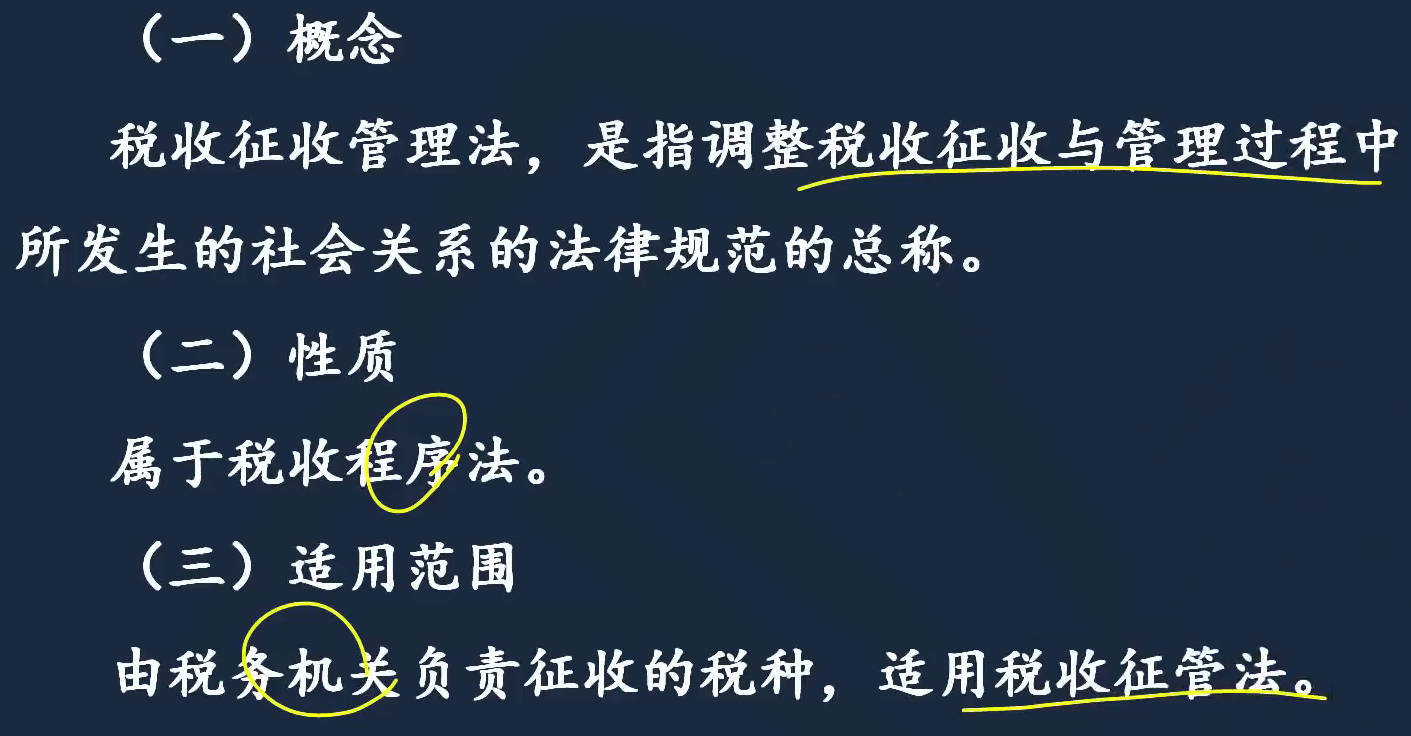 （一）概念
税收征收管理法，是指调整税收征收与管理过程中
所发生的社会关系的法律规范的总称。
（二）性质
属于税收程序法。
（三）适用范围
由税务机关负责征收的税种，适用税收征管法。